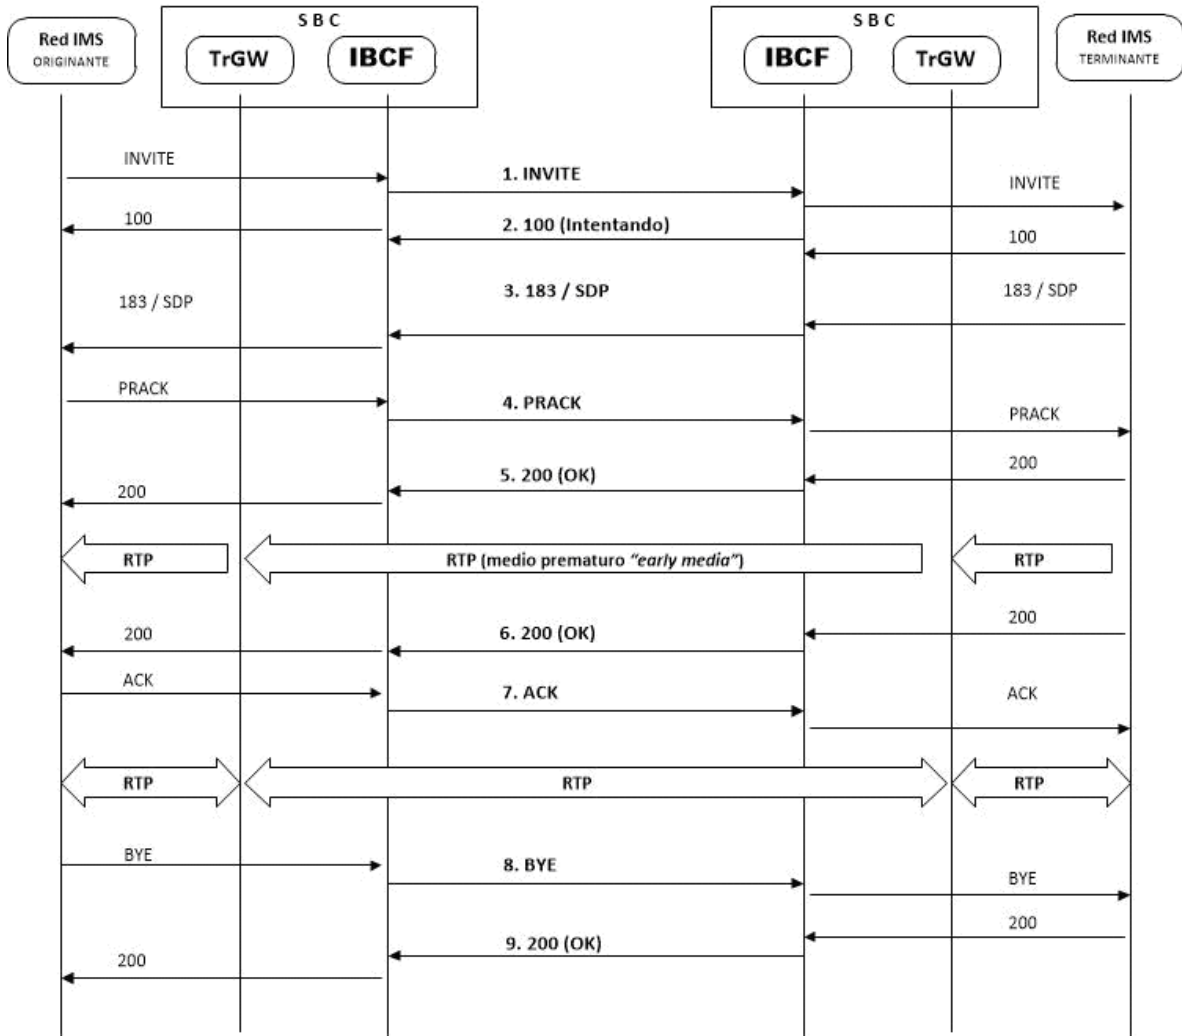 S B C
S B C
Red IMS
ORIGINANTE
TrGW
IBCF
IBCF
TrGW
Red IMS
TERMINANTE
INVITE
1. INVITE
INVITE
100
2. 100 (Intentando)
100
183 / SDP
3. 183 / SDP
183 / SDP
PRACK
4. PRACK
PRACK
200
5. 200 (OK)
200
RTP
RTP (medio prematuro “early media”)
RTP
200
6. 200 (OK)
200
ACK
7. ACK
ACK
RTP
RTP
RTP
BYE
8. BYE
BYE
200
9. 200 (OK)
200